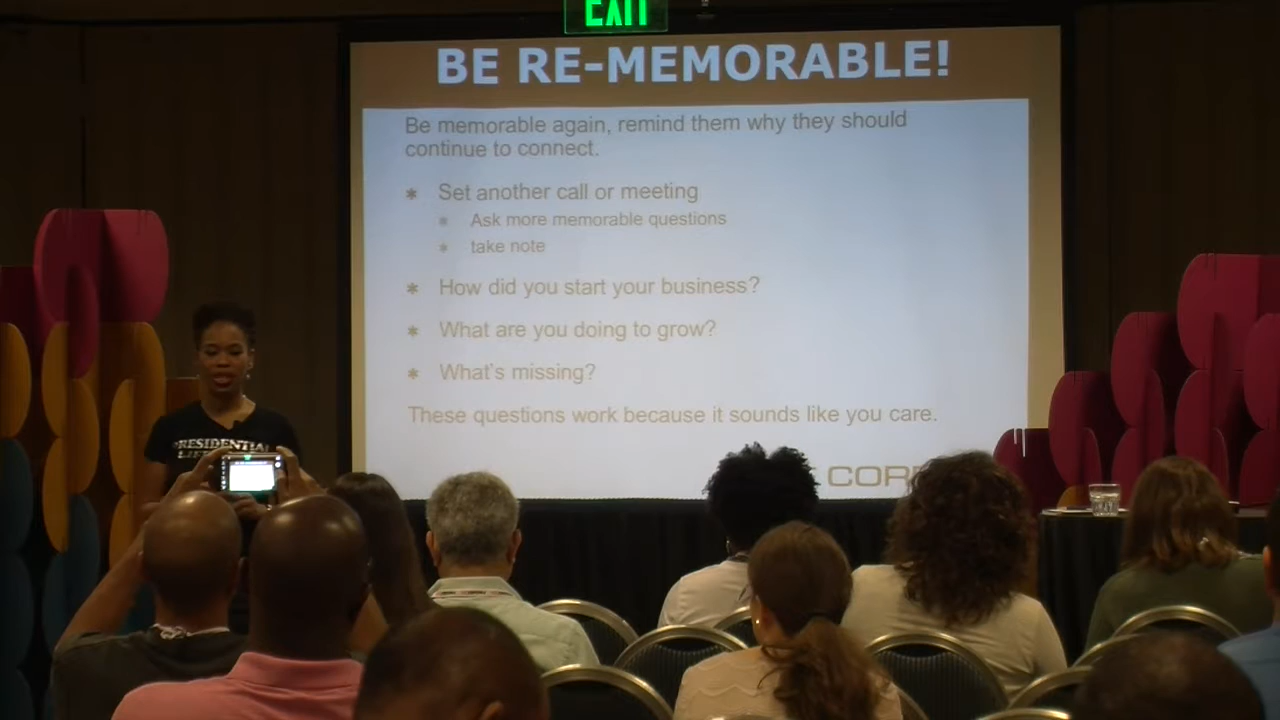 EXIT
BE RE-MEMORABLE!
Be memorable again, remind them why they should
continue to connect.
* Set another call or meeting
* Ask more memorable questions
* take note
* How did you start your business?
* What are you doing to grow?
* What's missing?
These questions work because it sounds like you care.
PRESIDENTIAL